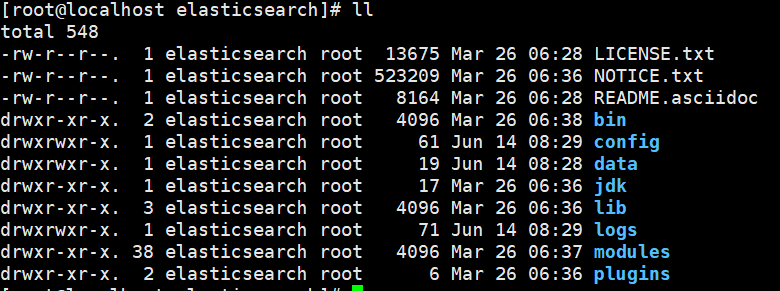 [root@localhost elasticsearch]# ll
total 548
-rw-r--r--.  1 elasticsearch root  13675 Mar 26 06:28 LICENSE.txt
-rw-r--r--.  1 elasticsearch root 523209 Mar 26 06:36 NOTICE.txt
-rw-r--r--.  1 elasticsearch root   8164 Mar 26 06:28 README.asciidoc
drwxr-xr-x.  2 elasticsearch root   4096 Mar 26 06:38 bin
drwxrwxr-x.  1 elasticsearch root     61 Jun 14 08:29 config
drwxrwxr-x.  1 elasticsearch root     19 Jun 14 08:28 data
drwxr-xr-x.  1 elasticsearch root     17 Mar 26 06:36 jdk
drwxr-xr-x.  3 elasticsearch root   4096 Mar 26 06:36 lib
drwxrwxr-x.  1 elasticsearch root     71 Jun 14 08:29 logs
drwxr-xr-x. 38 elasticsearch root   4096 Mar 26 06:37 modules
drwxr-xr-x.  2 elasticsearch root      6 Mar 26 06:36 plugins
[root@localhost elasticsearch]#